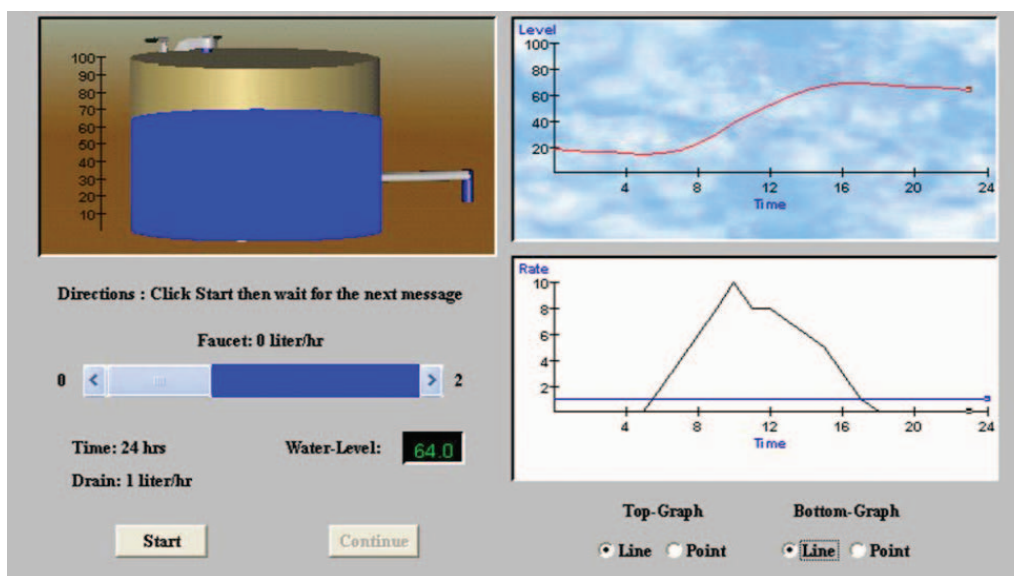 100
90
80
70
60
50
40
30
20
10
Level
100
80
60
40
20
4 8 12 16 20 24
Time
Directions : Click Start then wait for the next message
Faucet: 0 liter/hr
0 2
Time: 24 hrs
Water-Level: 64.0
Drain: 1 liter/hr
Start
Continue
Rate
10
8
6
4
2
4 8 12 16 20 24
Time
Top-Graph
Line Point
Bottom-Graph
Line Point